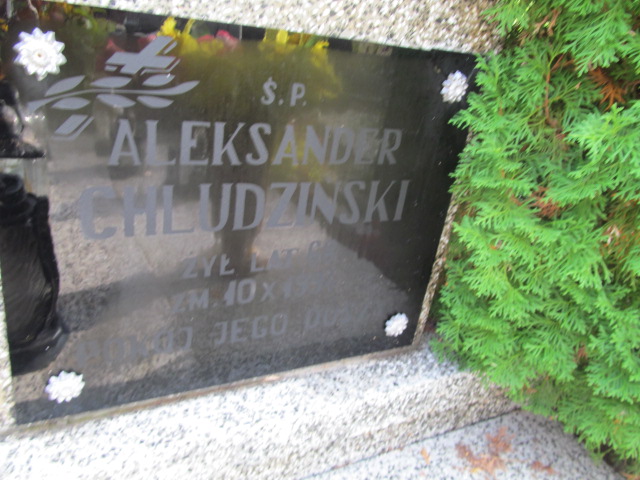 Ś.P.
ALEKSANDER
CHLUDZIŃSKI
ŻYŁ LAT
ZM. 10 X
POKÓJ JEGO